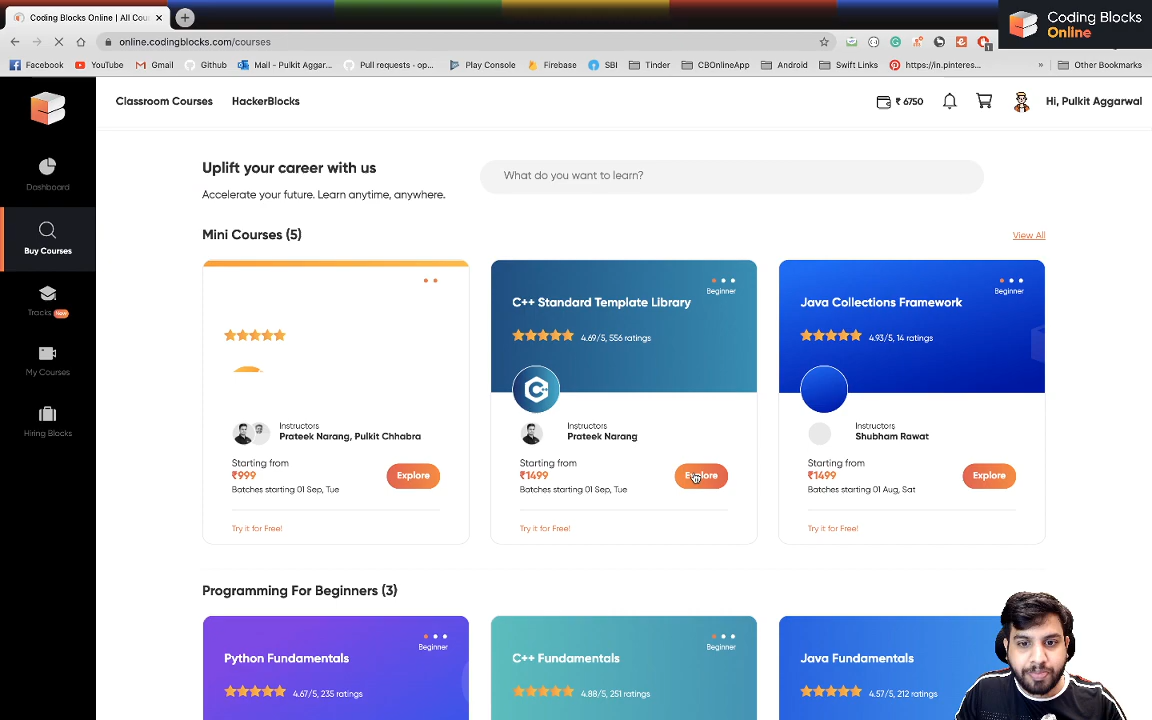 Coding Blocks Online | All Cou
online.codingblocks.com/courses
Coding Blocks
Online
Facebook
YouTube
Gmail
Github
Mail - Pulkit Aggar...
Pull requests - op...
Play Console
Firebase
SBI
Tinder
CBOnlineApp
Android
Swift Links
https://in.pinteres...
»
Other Bookmarks
Classroom Courses
HackerBlocks
₹ 6750
Hi, Pulkit Aggarwal
Dashboard
Buy Courses
Tracks New
My Courses
Hiring Blocks
Uplift your career with us
What do you want to learn?
Accelerate your future. Learn anytime, anywhere.
Mini Courses (5)
View All
Instructors
Prateek Narang, Pulkit Chhabra
Starting from
₹999
Explore
Batches starting 01 Sep, Tue
Try it for Free!
Beginner
C++ Standard Template Library
4.69/5, 556 ratings
Instructors
Prateek Narang
Starting from
₹1499
Explore
Batches starting 01 Sep, Tue
Try it for Free!
Beginner
Java Collections Framework
4.93/5, 14 ratings
Instructors
Shubham Rawat
Starting from
₹1499
Explore
Batches starting 01 Aug, Sat
Try it for Free!
Programming For Beginners (3)
Beginner
Python Fundamentals
4.67/5, 235 ratings
Beginner
C++ Fundamentals
4.88/5, 251 ratings
Java Fundamentals
4.57/5, 212 ratings